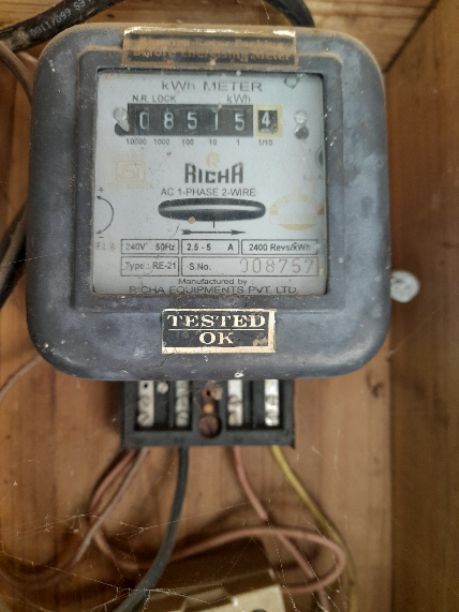 kWh METER
N.R. LOCK kWh
0 8 5 1 5 4
10000 1000 100 10 1 1/10
RICHA
AC 1-PHASE 2-WIRE
240V 50Hz 2.5 - 5 A 2400 Revs/kWh
Type : RE-21 S.No. 008757
Manufactured by :
RICHA EQUIPMENTS PVT. LTD.
TESTED
OK